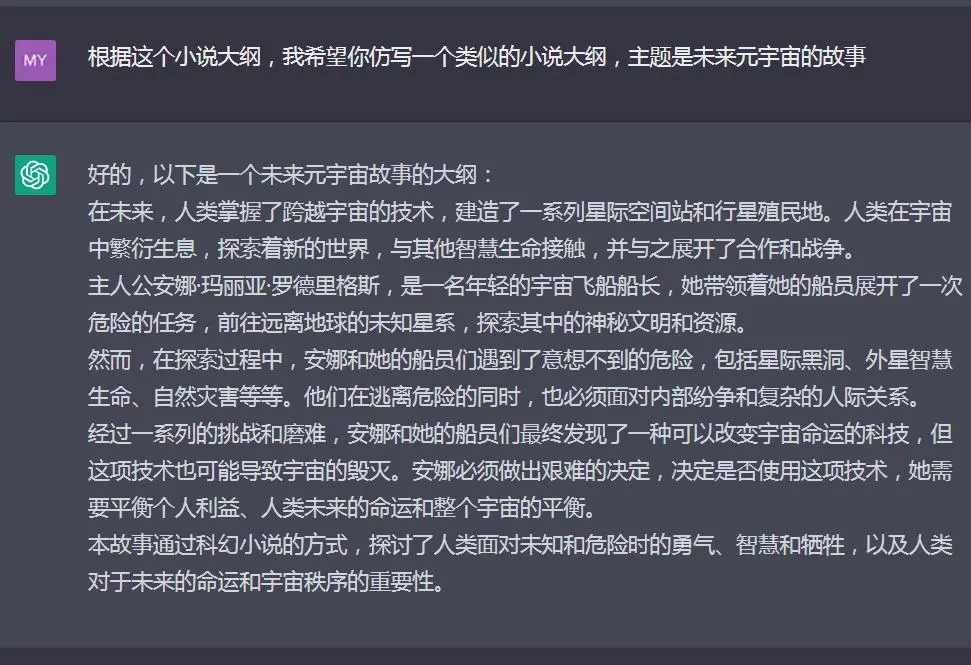 MY
根据这个小说大纲，我希望你仿写一个类似的小说大纲，主题是未来元宇宙的故事
好的，以下是一个未来元宇宙故事的大纲：
在未来，人类掌握了跨越宇宙的技术，建造了一系列星际空间站和行星殖民地。人类在宇宙
中繁衍生息，探索着新的世界，与其他智慧生命接触，并与之展开了合作和战争。
主人公安娜·玛丽亚·罗德里格斯，是一名年轻的宇宙飞船船长，她带领着她的船员展开了一次
危险的任务，前往远离地球的未知星系，探索其中的神秘文明和资源。
然而，在探索过程中，安娜和她的船员们遇到了意想不到的危险，包括星际黑洞、外星智慧
生命、自然灾害等等。他们在逃离危险的同时，也必须面对内部纷争和复杂的人际关系。
经过一系列的挑战和磨难，安娜和她的船员们最终发现了一种可以改变宇宙命运的科技，但
这项技术也可能导致宇宙的毁灭。安娜必须做出艰难的决定，决定是否使用这项技术，她需
要平衡个人利益、人类未来的命运和整个宇宙的平衡。
本故事通过科幻小说的方式，探讨了人类面对未知和危险时的勇气、智慧和牺牲，以及人类
对于未来的命运和宇宙秩序的重要性。